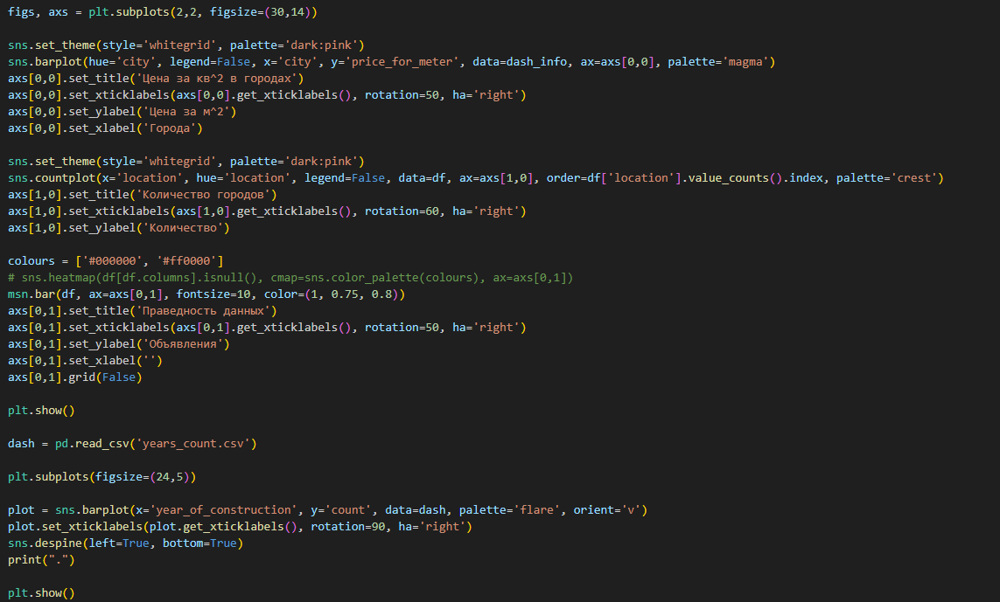 figs, axs = plt.subplots(2,2, figsize=(30,14))
sns.set_theme(style='whitegrid', palette='dark:pink')
sns.barplot(hue='city', legend=False, x='city', y='price_for_meter', data=dash_info, ax=axs[0,0], palette='magma')
axs[0,0].set_title('Цена за кв^2 в городах')
axs[0,0].set_xticklabels(axs[0,0].get_xticklabels(), rotation=50, ha='right')
axs[0,0].set_ylabel('Цена за м^2')
axs[0,0].set_xlabel('Города')
sns.set_theme(style='whitegrid', palette='dark:pink')
sns.countplot(x='location', hue='location', legend=False, data=df, ax=axs[1,0], order=df['location'].value_counts().index, palette='crest')
axs[1,0].set_title('Количество городов')
axs[1,0].set_xticklabels(axs[1,0].get_xticklabels(), rotation=60, ha='right')
axs[1,0].set_ylabel('Количество')
colours = ['#000000', '#ff0000']
# sns.heatmap(df[df.columns].isnull(), cmap=sns.color_palette(colours), ax=axs[0,1])
msn.bar(df, ax=axs[0,1], fontsize=10, color=(1, 0.75, 0.8))
axs[0,1].set_title('Праведность данных')
axs[0,1].set_xticklabels(axs[0,1].get_xticklabels(), rotation=50, ha='right')
axs[0,1].set_ylabel('Объявления')
axs[0,1].set_xlabel('')
axs[0,1].grid(False)
plt.show()
dash = pd.read_csv('years_count.csv')
plt.subplots(figsize=(24,5))
plot = sns.barplot(x='year_of_construction', y='count', data=dash, palette='flare', orient='v')
plot.set_xticklabels(plot.get_xticklabels(), rotation=90, ha='right')
sns.despine(left=True, bottom=True)
print(".")
plt.show()